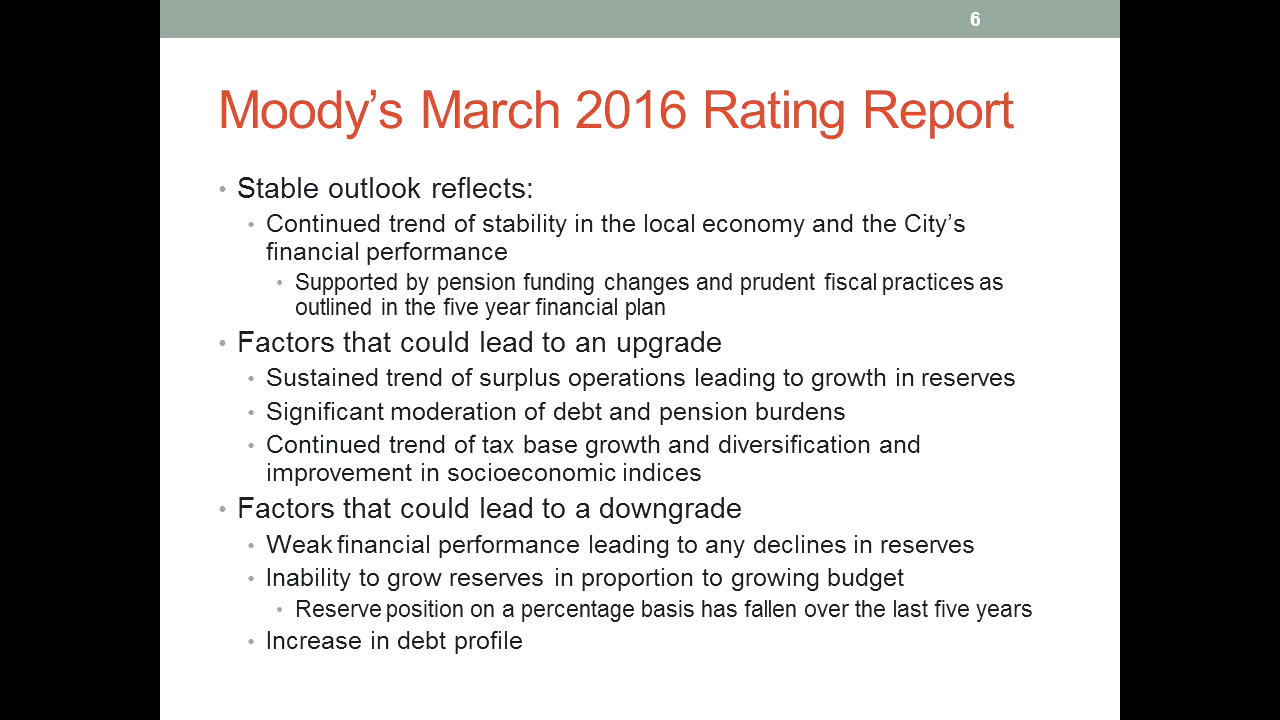 6
Moody’s March 2016 Rating Report
• Stable outlook reflects:
• Continued trend of stability in the local economy and the City’s
financial performance
• Supported by pension funding changes and prudent fiscal practices as
outlined in the five year financial plan
• Factors that could lead to an upgrade
• Sustained trend of surplus operations leading to growth in reserves
• Significant moderation of debt and pension burdens
• Continued trend of tax base growth and diversification and
improvement in socioeconomic indices
• Factors that could lead to a downgrade
• Weak financial performance leading to any declines in reserves
• Inability to grow reserves in proportion to growing budget
• Reserve position on a percentage basis has fallen over the last five years
• Increase in debt profile